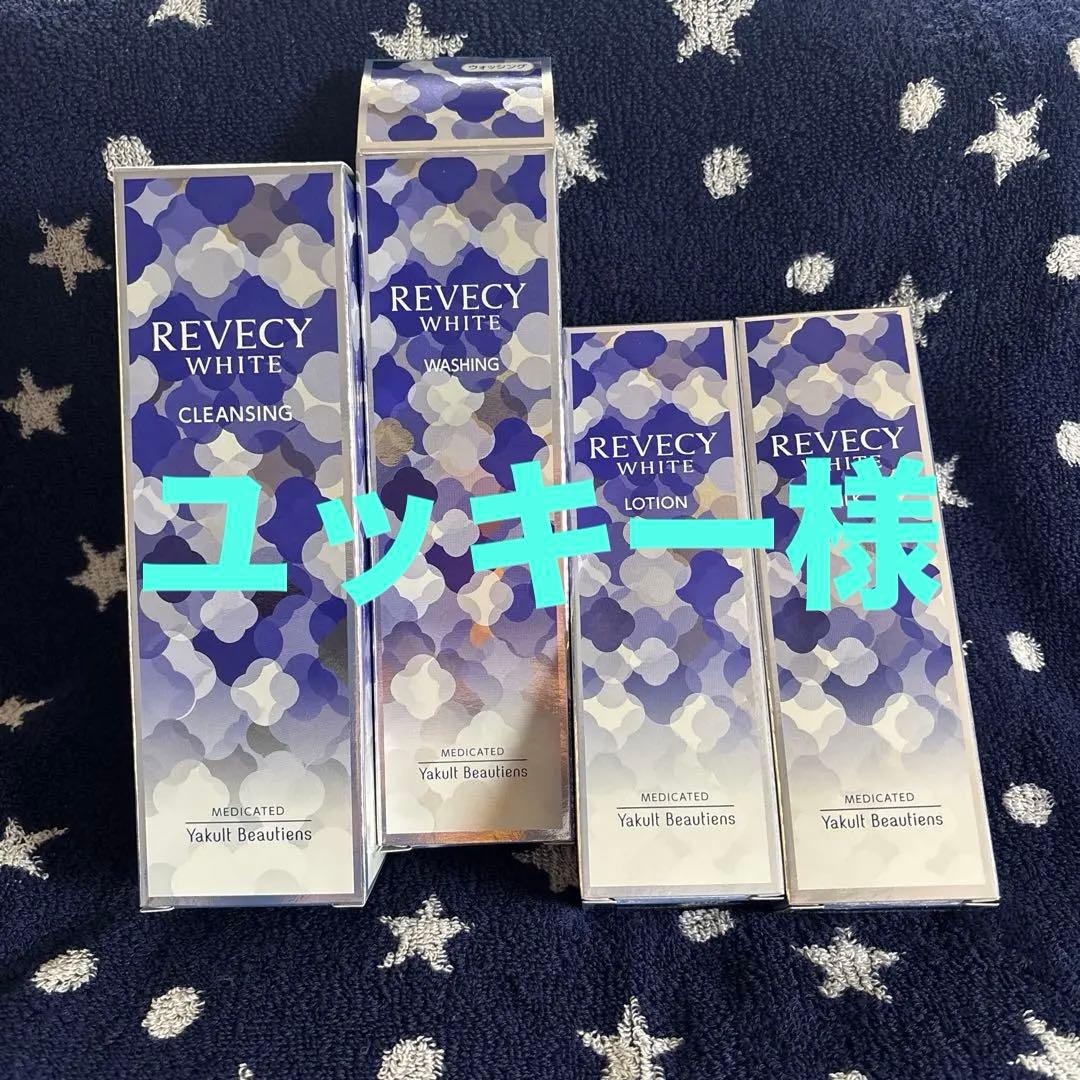 ウォッシング
REVECY
WHITE
CLEANSING
MEDICATED
Yakult Beautiens
REVECY
WHITE
WASHING
MEDICATED
Yakult Beautiens
REVECY
WHITE
LOTION
MEDICATED
Yakult Beautiens
REVECY
WHITE
MEDICATED
Yakult Beautiens
ユッキー様